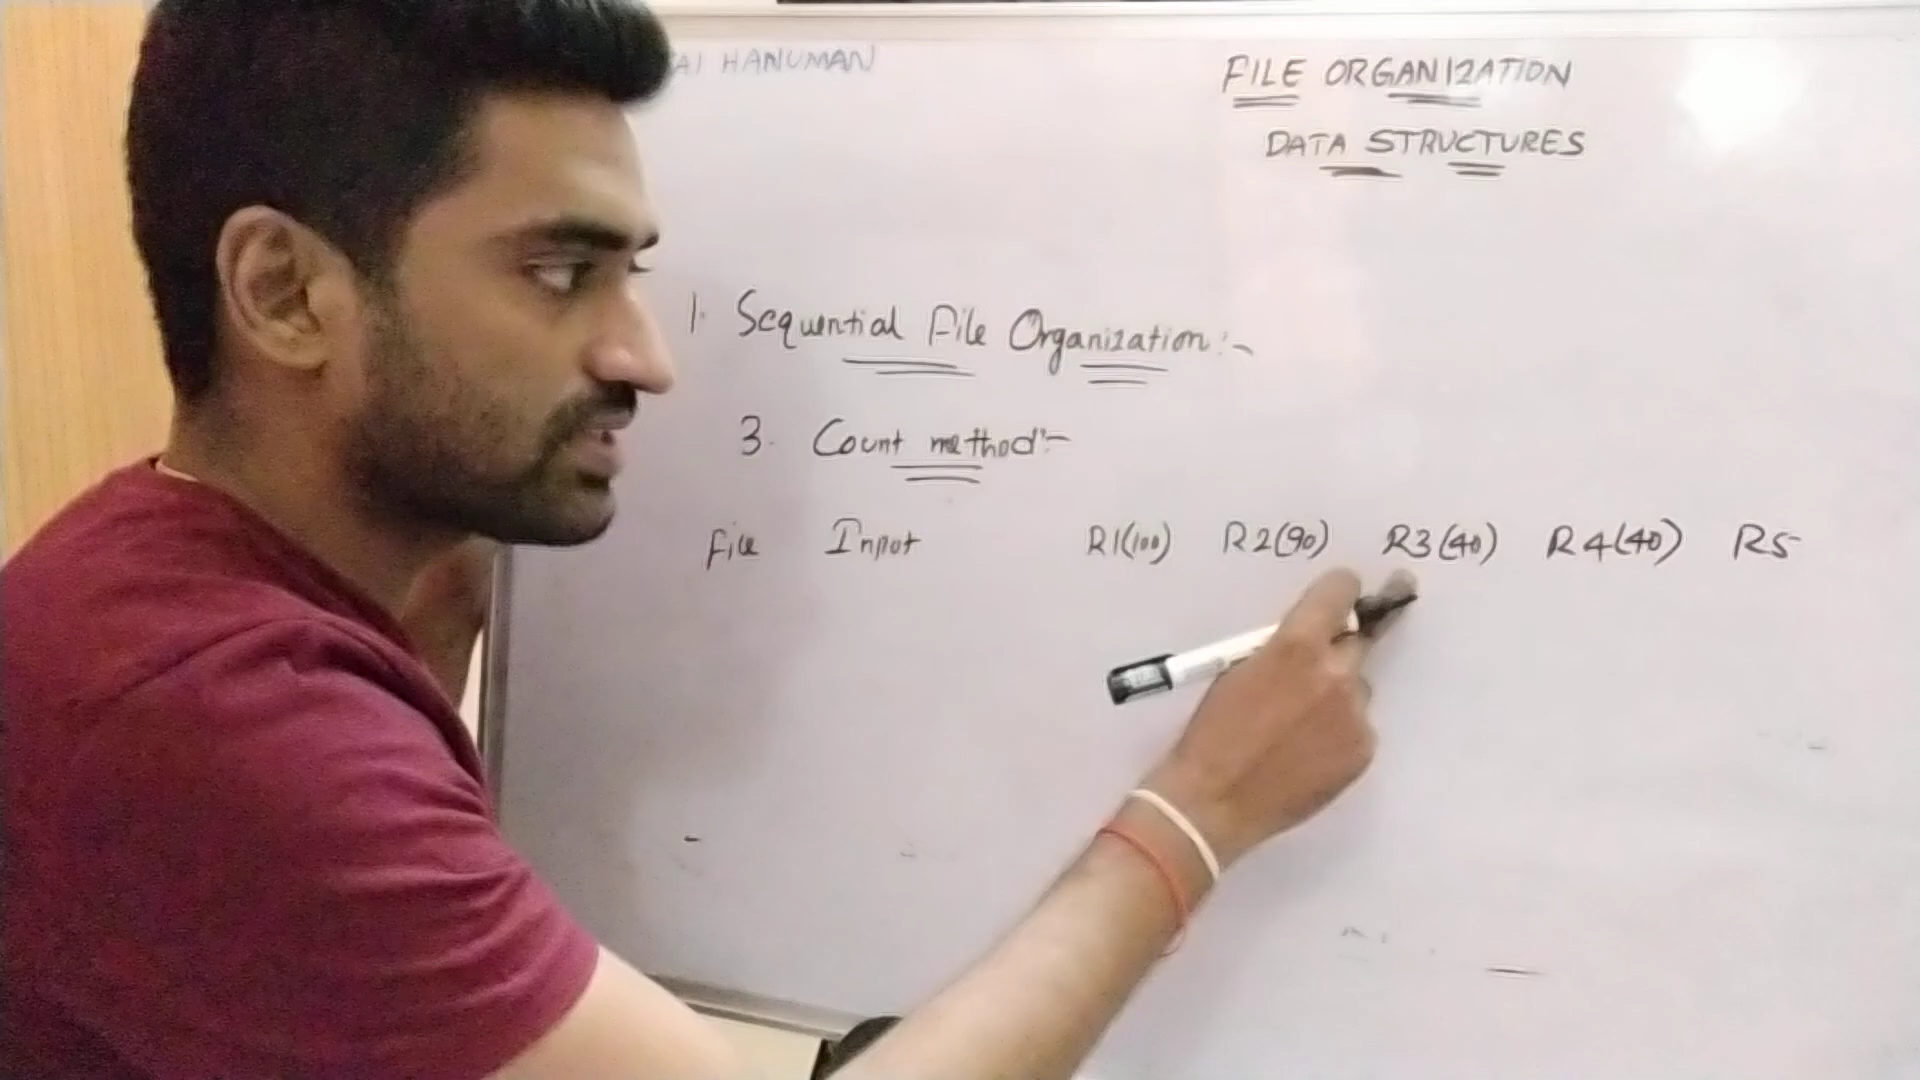 AI HANUMAN
FILE ORGANIZATION
DATA STRUCTURES
1. Sequential File Organization:-
3. Count method:-
File Input R1(100) R2(90) R3(40) R4(40) R5